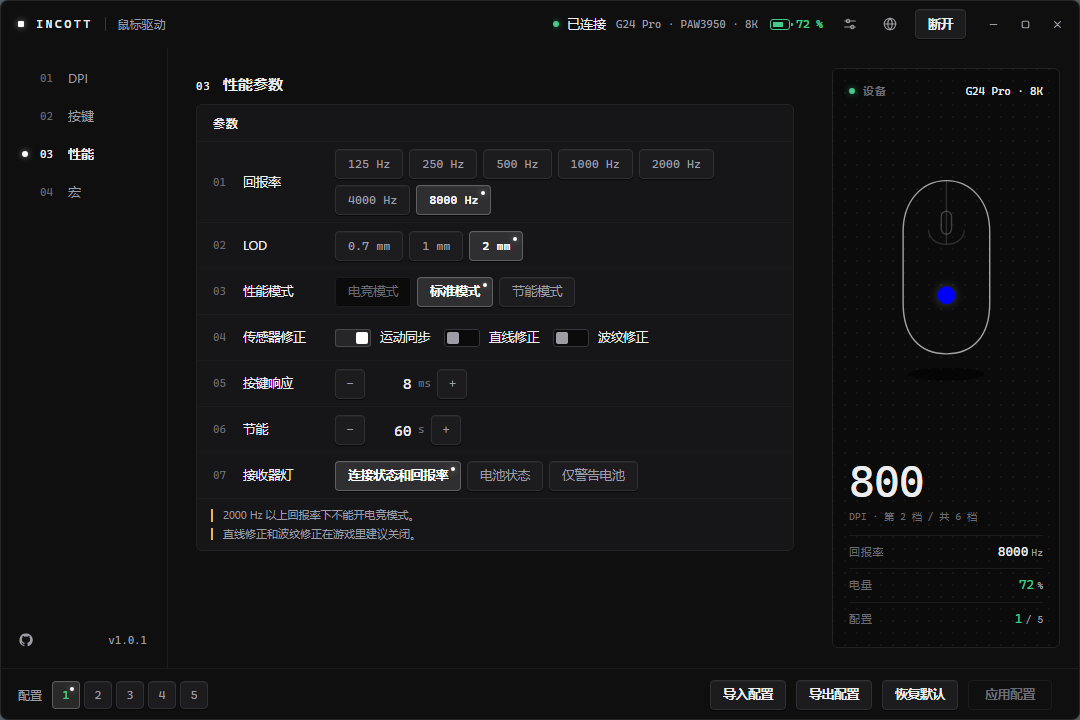 INCOTT 鼠标驱动 已连接 G24 Pro · PAW3950 · 8K 72 % 断开
01 DPI
02 按键
03 性能
04 宏
v1.0.1
03 性能参数
参数
01 回报率 125 Hz 250 Hz 500 Hz 1000 Hz 2000 Hz
4000 Hz 8000 Hz
02 LOD 0.7 mm 1 mm 2 mm
03 性能模式 电竞模式 标准模式 节能模式
04 传感器修正 运动同步 直线修正 波纹修正
05 按键响应 − 8 ms +
06 节能 − 60 s +
07 接收器灯 连接状态和回报率 电池状态 仅警告电池
2000 Hz 以上回报率下不能开电竞模式。
直线修正和波纹修正在游戏里建议关闭。
设备 G24 Pro · 8K
800
DPI · 第 2 档 / 共 6 档
回报率 8000 Hz
电量 72 %
配置 1 / 5
配置 1 2 3 4 5 导入配置 导出配置 恢复默认 应用配置